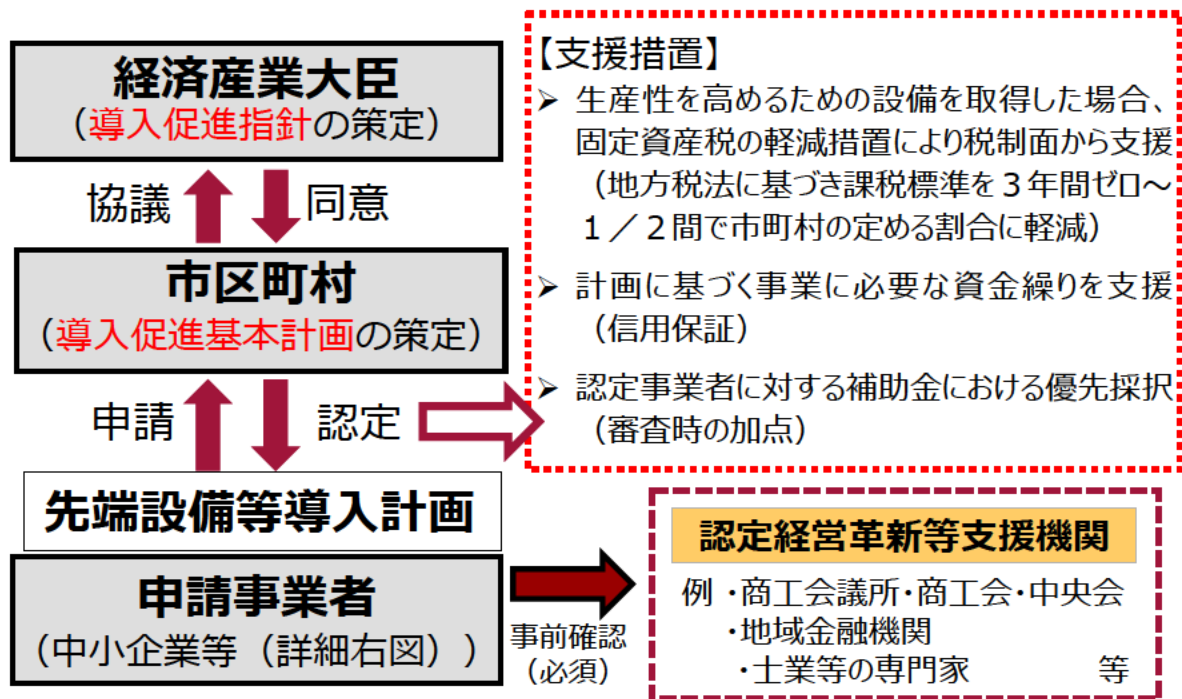 経済産業大臣
（導入促進指針の策定）
協議
同意
市区町村
（導入促進基本計画の策定）
申請
認定
先端設備等導入計画
申請事業者
（中小企業等（詳細右図））
【支援措置】
➢ 生産性を高めるための設備を取得した場合、
固定資産税の軽減措置により税制面から支援
（地方税法に基づき課税標準を３年間ゼロ～
１／２間で市町村の定める割合に軽減）
➢ 計画に基づく事業に必要な資金繰りを支援
（信用保証）
➢ 認定事業者に対する補助金における優先採択
（審査時の加点）
事前確認
（必須）
認定経営革新等支援機関
例 ・商工会議所・商工会・中央会
・地域金融機関
・士業等の専門家 等